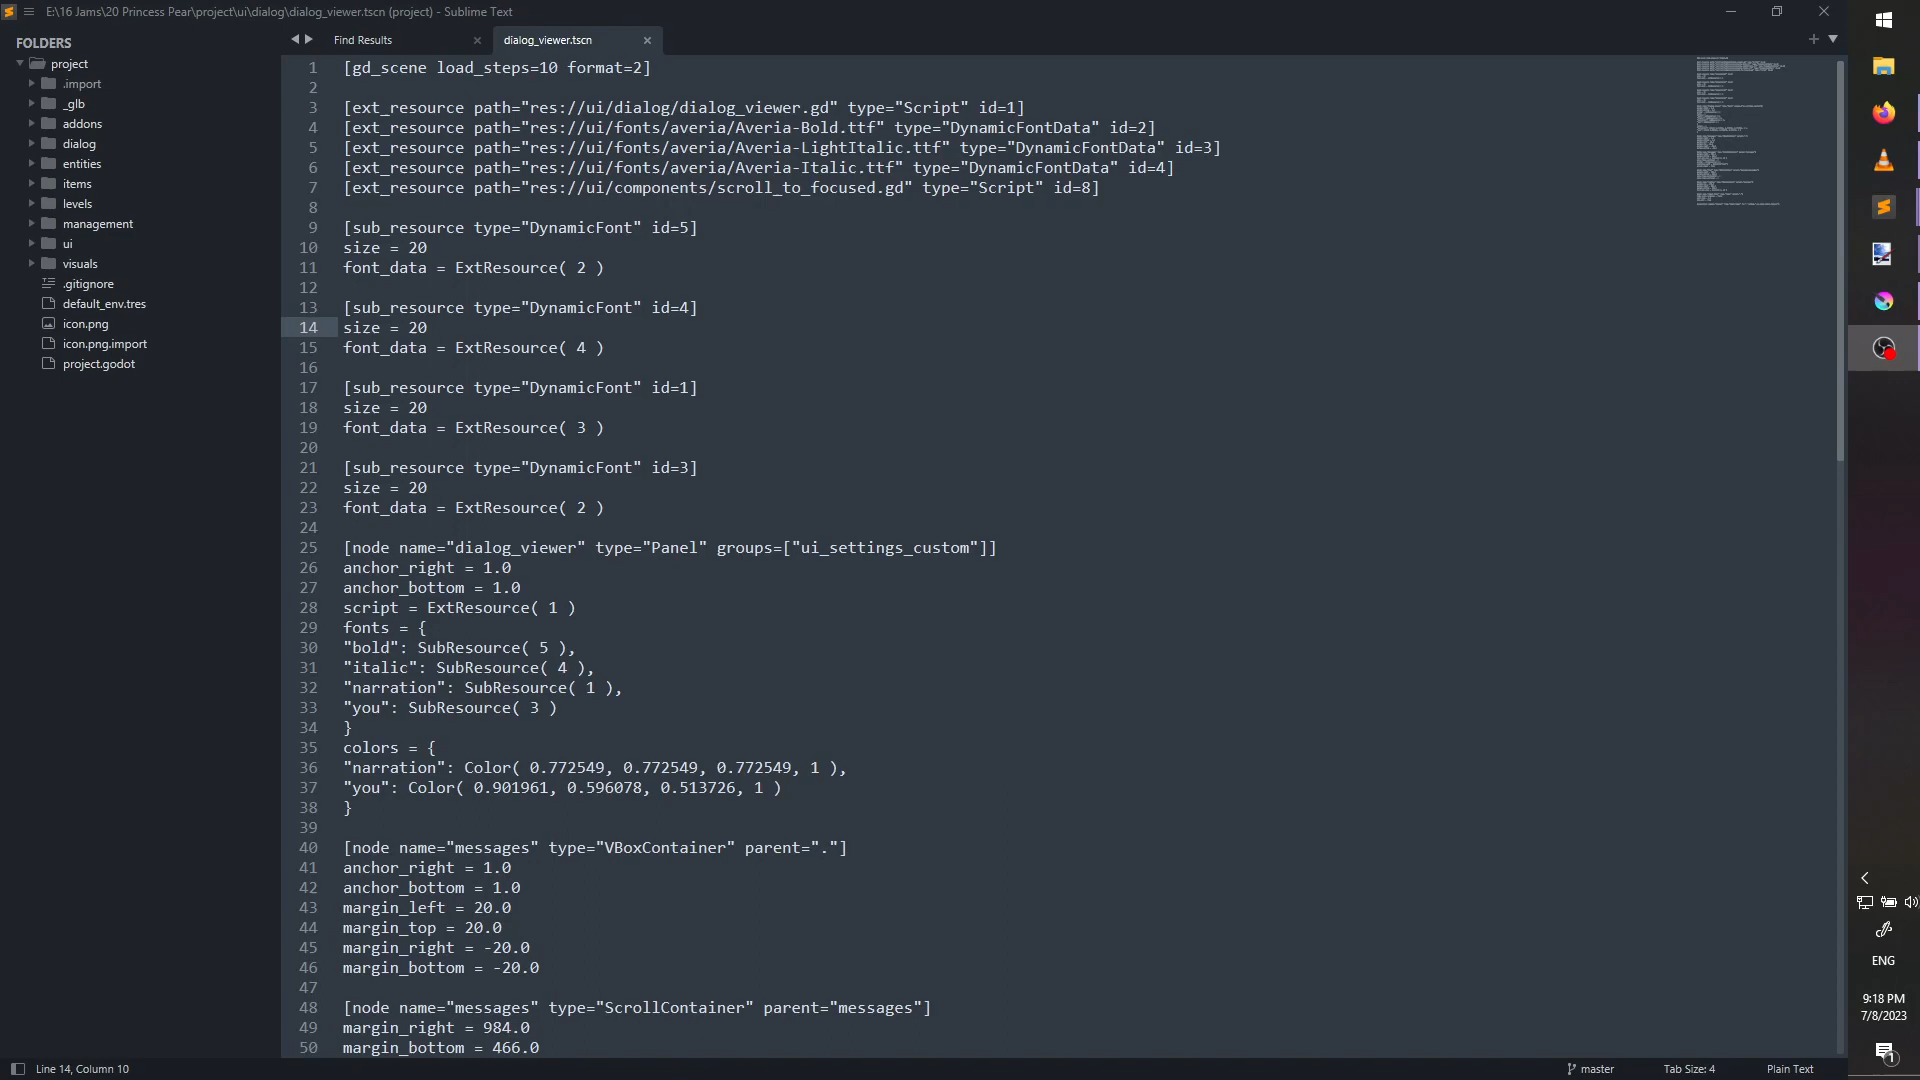 E:\16 Jams\20 Princess Pear\project\ui\dialog\dialog_viewer.tscn (project) - Sublime Text
FOLDERS
project
.import
_glb
addons
dialog
entities
items
levels
management
ui
visuals
.gitignore
default_env.tres
icon.png
icon.png.import
project.godot
Find Results
dialog_viewer.tscn
1 [gd_scene load_steps=10 format=2]
2
3 [ext_resource path="res://ui/dialog/dialog_viewer.gd" type="Script" id=1]
4 [ext_resource path="res://ui/fonts/averia/Averia-Bold.ttf" type="DynamicFontData" id=2]
5 [ext_resource path="res://ui/fonts/averia/Averia-LightItalic.ttf" type="DynamicFontData" id=3]
6 [ext_resource path="res://ui/fonts/averia/Averia-Italic.ttf" type="DynamicFontData" id=4]
7 [ext_resource path="res://ui/components/scroll_to_focused.gd" type="Script" id=8]
8
9 [sub_resource type="DynamicFont" id=5]
10 size = 20
11 font_data = ExtResource( 2 )
12
13 [sub_resource type="DynamicFont" id=4]
14 size = 20
15 font_data = ExtResource( 4 )
16
17 [sub_resource type="DynamicFont" id=1]
18 size = 20
19 font_data = ExtResource( 3 )
20
21 [sub_resource type="DynamicFont" id=3]
22 size = 20
23 font_data = ExtResource( 2 )
24
25 [node name="dialog_viewer" type="Panel" groups=["ui_settings_custom"]]
26 anchor_right = 1.0
27 anchor_bottom = 1.0
28 script = ExtResource( 1 )
29 fonts = {
30 "bold": SubResource( 5 ),
31 "italic": SubResource( 4 ),
32 "narration": SubResource( 1 ),
33 "you": SubResource( 3 )
34 }
35 colors = {
36 "narration": Color( 0.772549, 0.772549, 0.772549, 1 ),
37 "you": Color( 0.901961, 0.596078, 0.513726, 1 )
38 }
39
40 [node name="messages" type="VBoxContainer" parent="."]
41 anchor_right = 1.0
42 anchor_bottom = 1.0
43 margin_left = 20.0
44 margin_top = 20.0
45 margin_right = -20.0
46 margin_bottom = -20.0
47
48 [node name="messages" type="ScrollContainer" parent="messages"]
49 margin_right = 984.0
50 margin_bottom = 466.0
ENG
9:18 PM
7/8/2023
1
Line 14, Column 10
master
Tab Size: 4
Plain Text